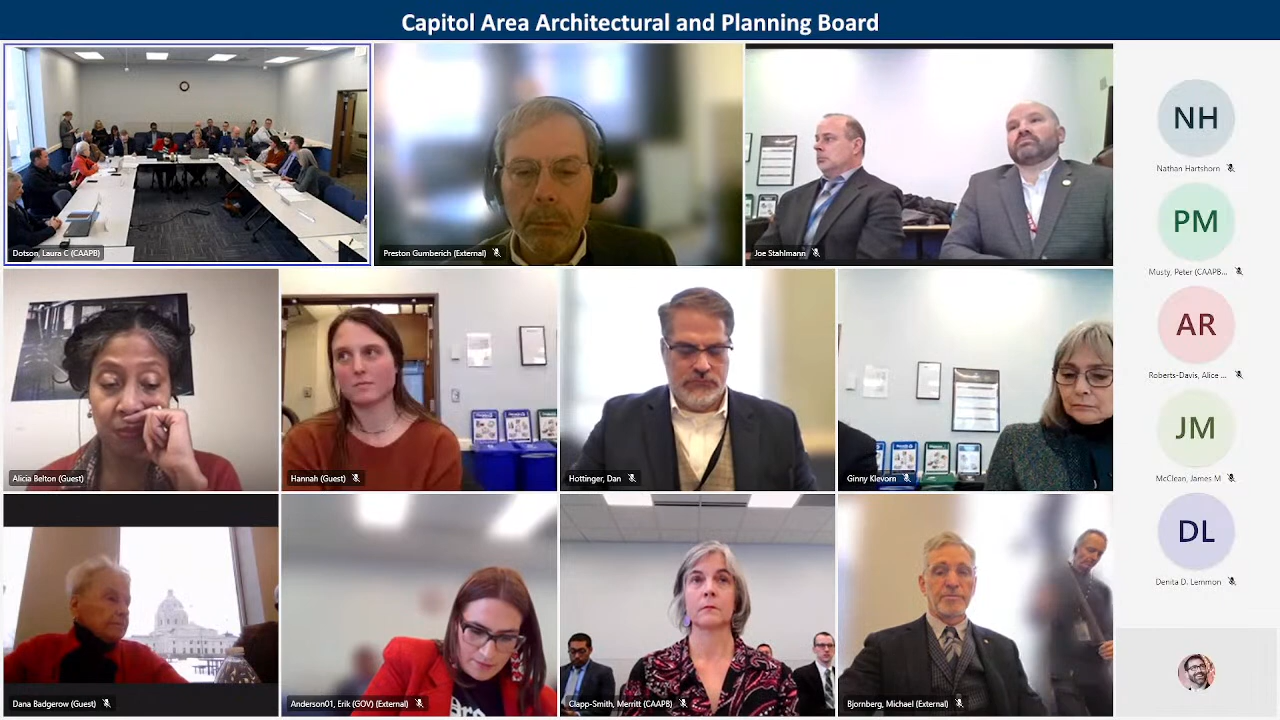 Capitol Area Architectural and Planning Board
Dotson, Laura C (CAAPB)
Preston Gumberich (External)
Joe Stahlmann
NH
Nathan Hartshorn
PM
Musty, Peter (CAAPB...
Alicia Belton (Guest)
Hannah (Guest)
Hottinger, Dan
Ginny Klevorn
AR
Roberts-Davis, Alice ...
JM
McClean, James M
DL
Denita D. Lemmon
Dana Badgerow (Guest)
Anderson01, Erik (GOV) (External)
Clapp-Smith, Merritt (CAAPB)
Bjornberg, Michael (External)